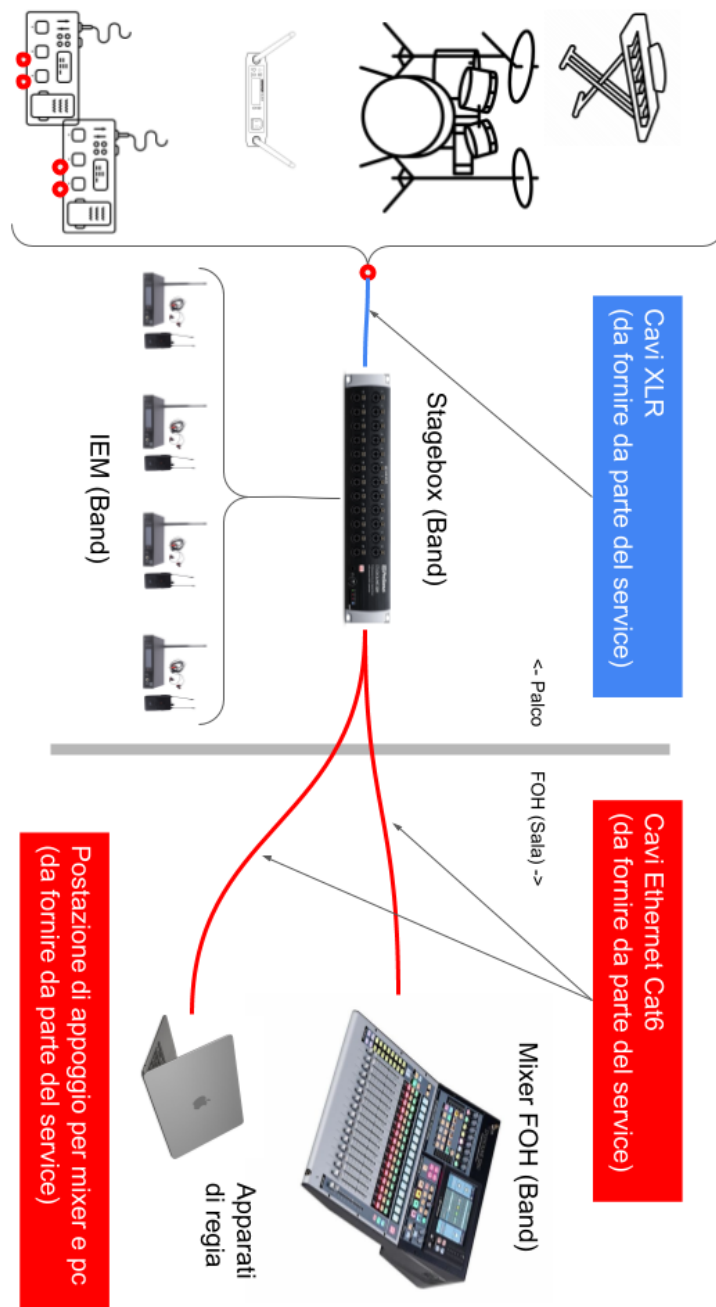 Cavi XLR
(da fornire da parte del service)
Stagebox (Band)
IEM (Band)
<- Palco
FOH (Sala) ->
Cavi Ethernet Cat6
(da fornire da parte del service)
Mixer FOH (Band)
Apparati
di regia
Postazione di appoggio per mixer e pc
(da fornire da parte del service)